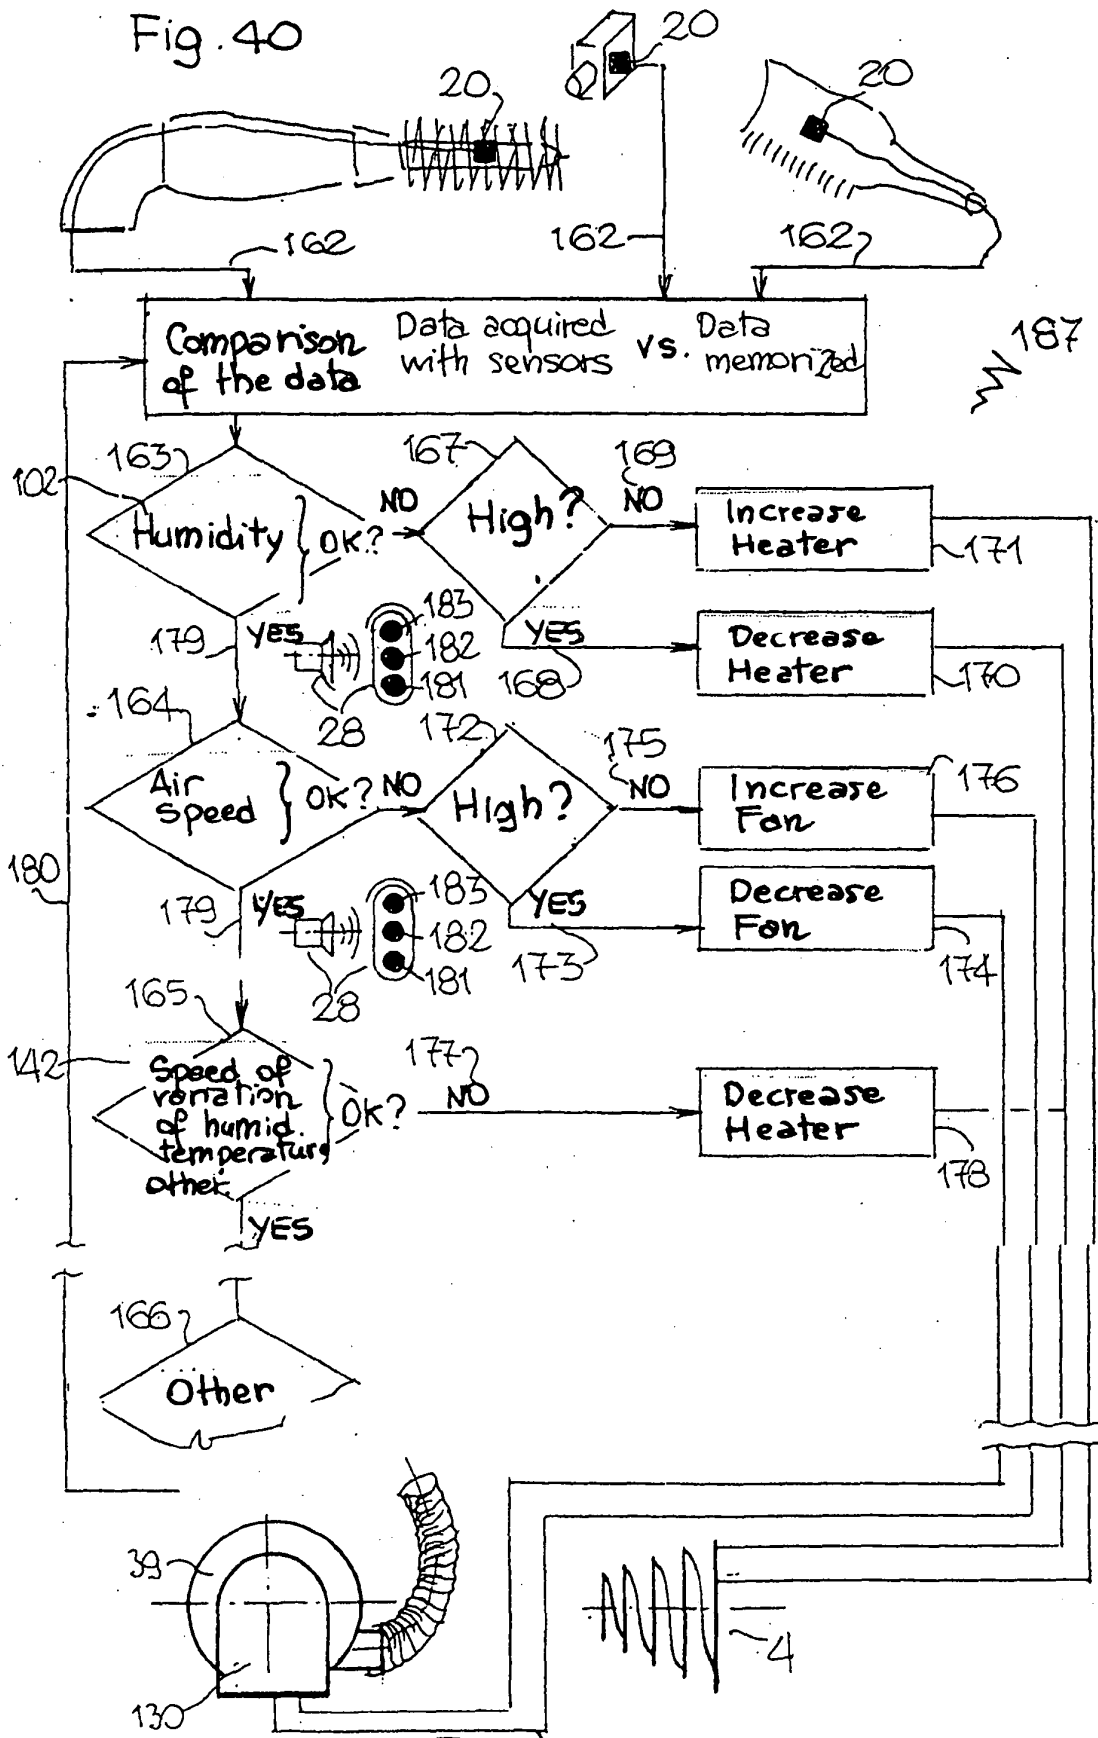 Fig. 40
20
20
20
162
162
162
187
Comparison of the data
Data acquired with sensors
vs.
Data memorized
163
167
169
102
Humidity
OK?
NO
High?
NO
Increase Heater
171
179
YES
183
182
181
28
YES
168
Decrease Heater
170
164
172
175
Air Speed
OK?
NO
High?
NO
Increase Fan
176
180
179
YES
183
182
181
28
YES
173
Decrease Fan
174
165
142
Speed of variation of humid. temperature other.
OK?
177
NO
Decrease Heater
178
YES
166
Other
39
130
4